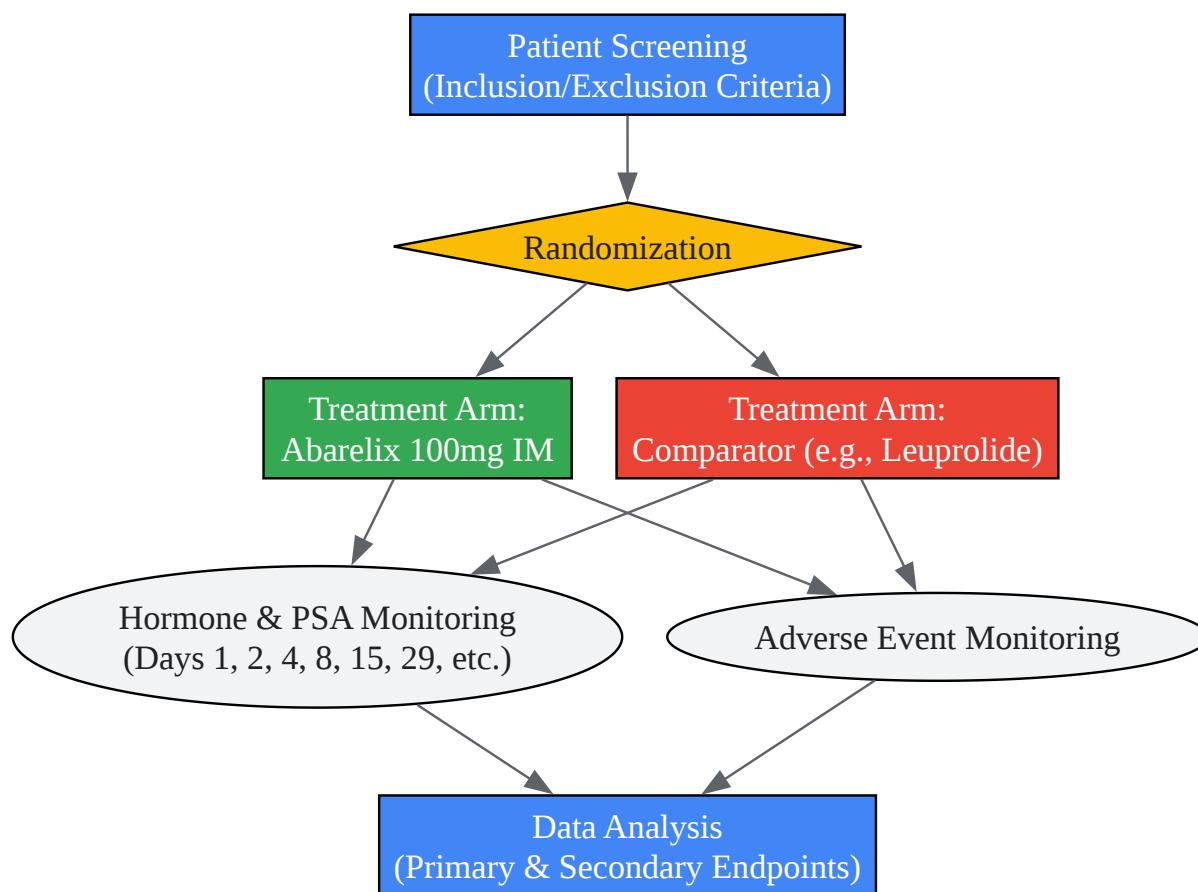 Patient Screening
(Inclusion/Exclusion Criteria)
Randomization
Treatment Arm:
Abarelix 100mg IM
Treatment Arm:
Comparator (e.g., Leuprolide)
Hormone & PSA Monitoring
(Days 1, 2, 4, 8, 15, 29, etc.)
Adverse Event Monitoring
Data Analysis
(Primary & Secondary Endpoints)